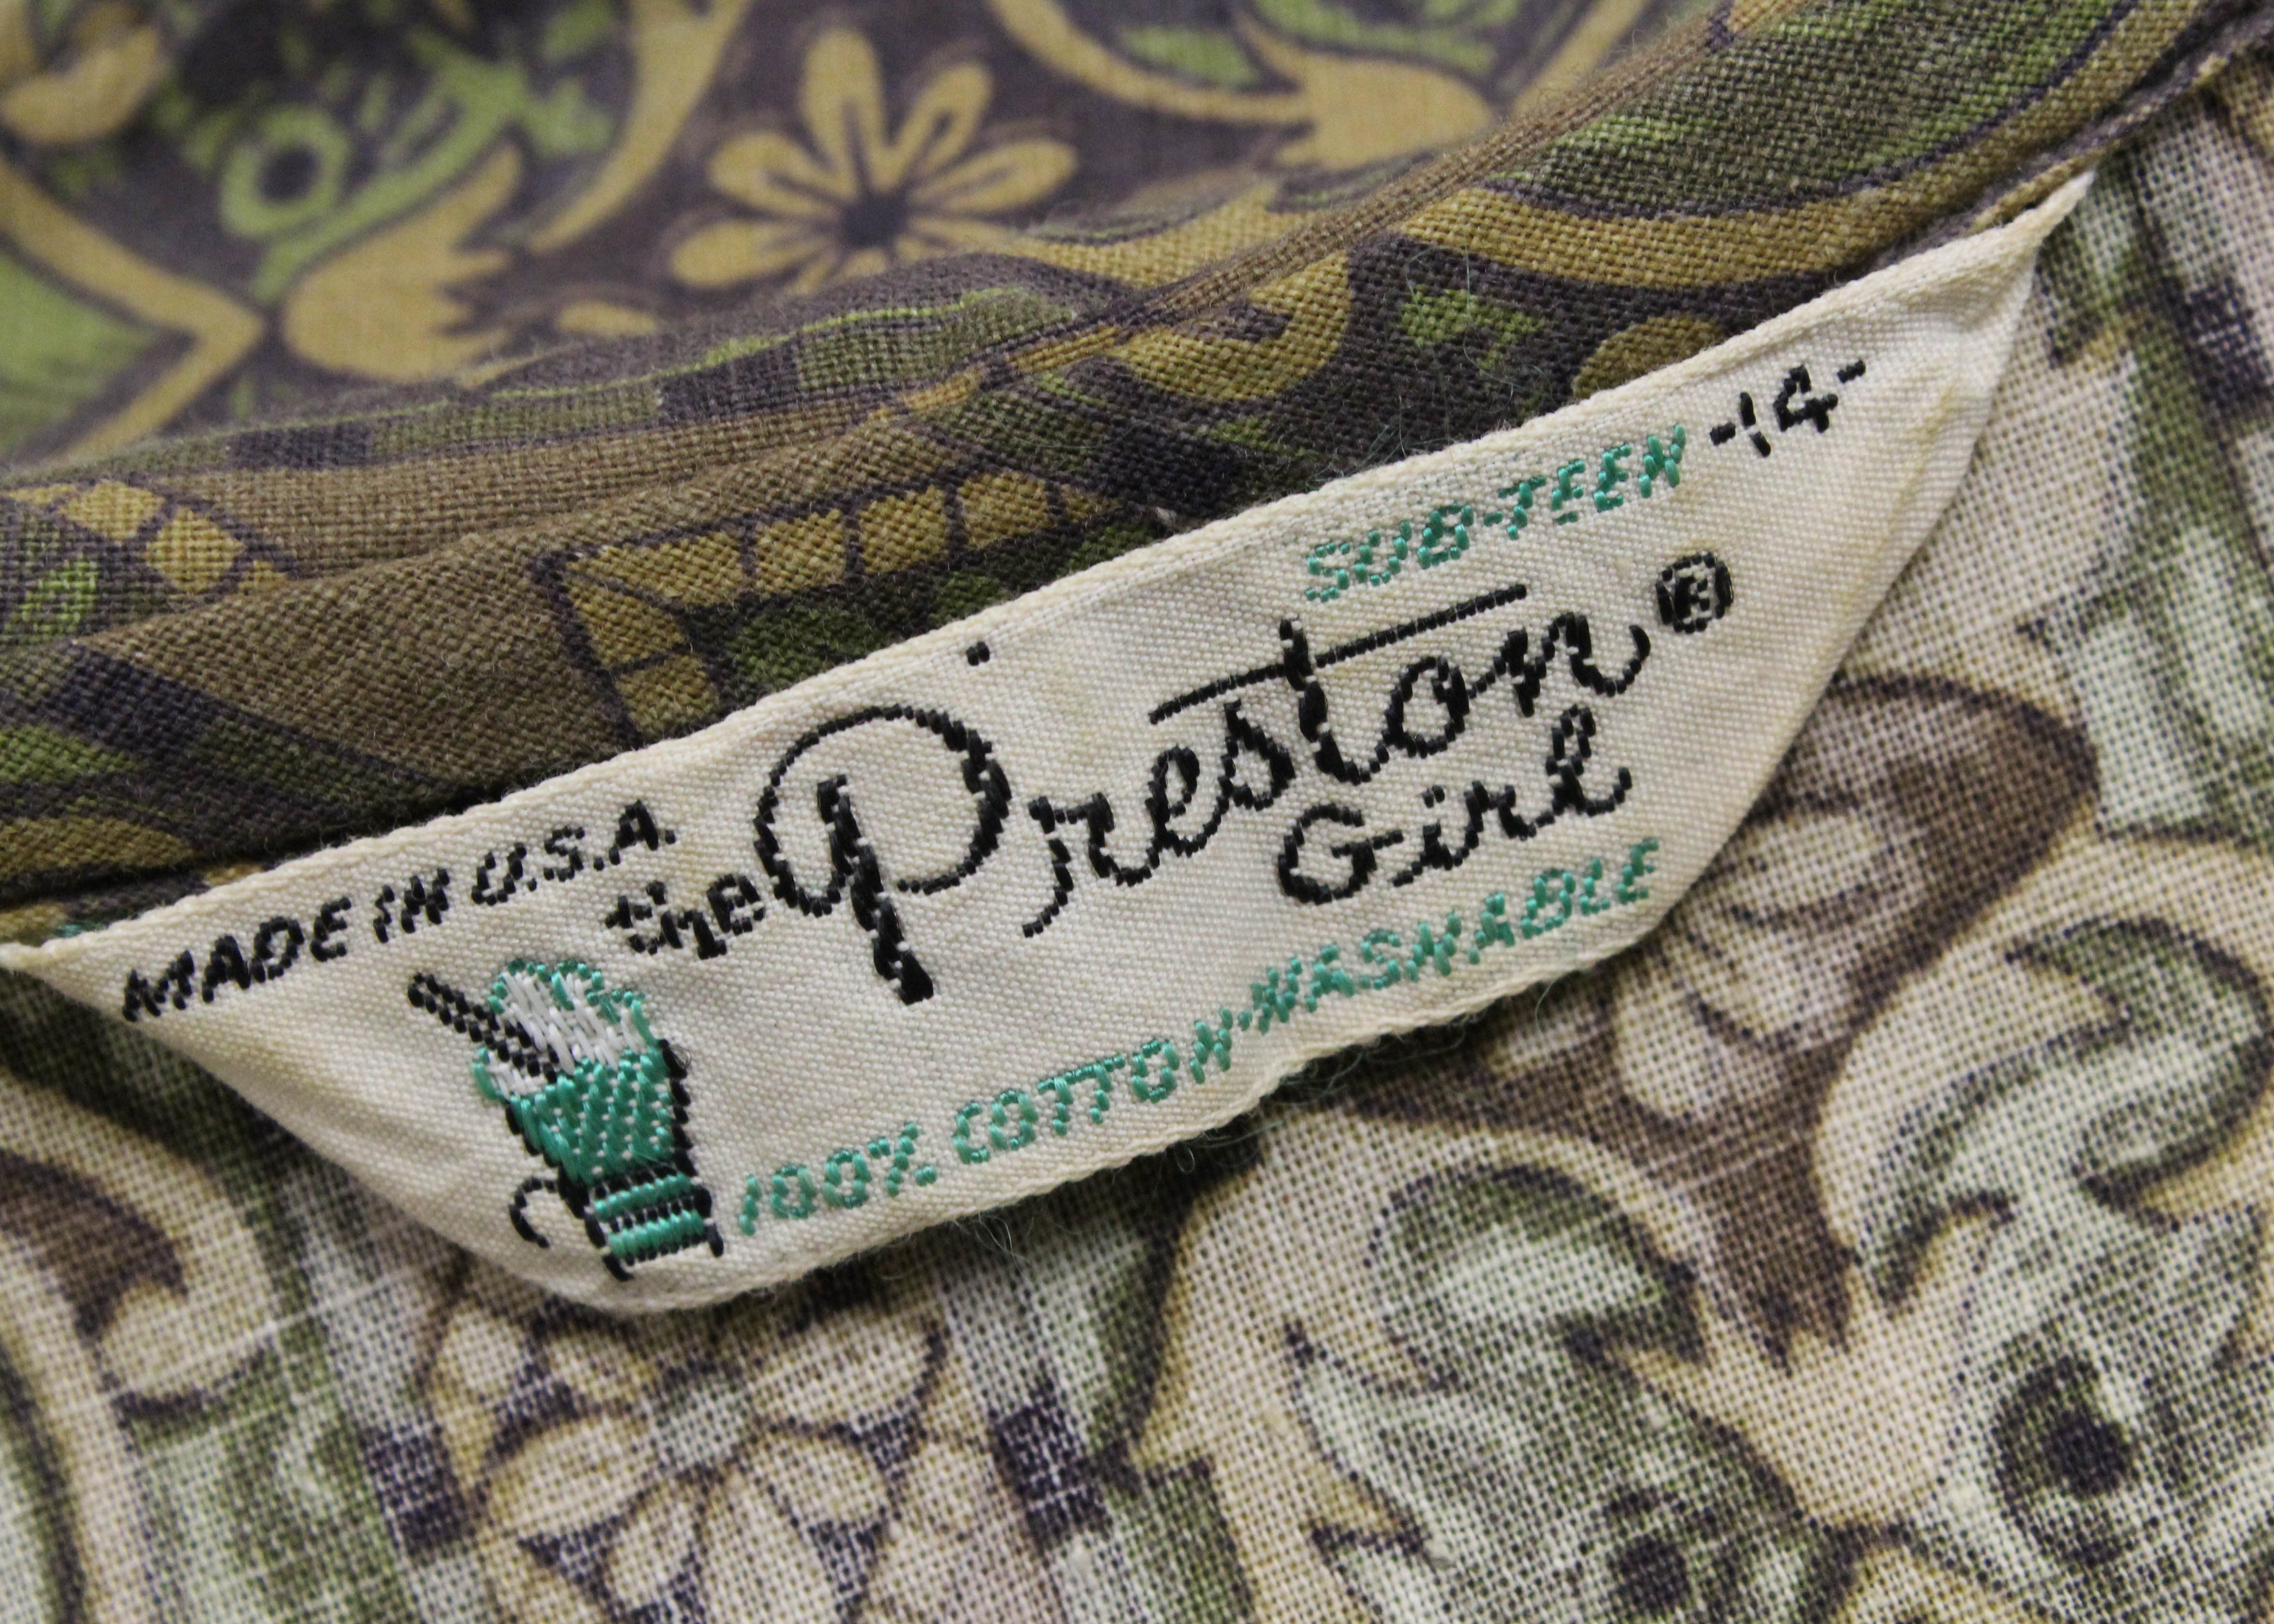 SUB-TEEN -14-
MADE IN U.S.A.
the Preston ®
Girl
100% COTTON-WASHABLE